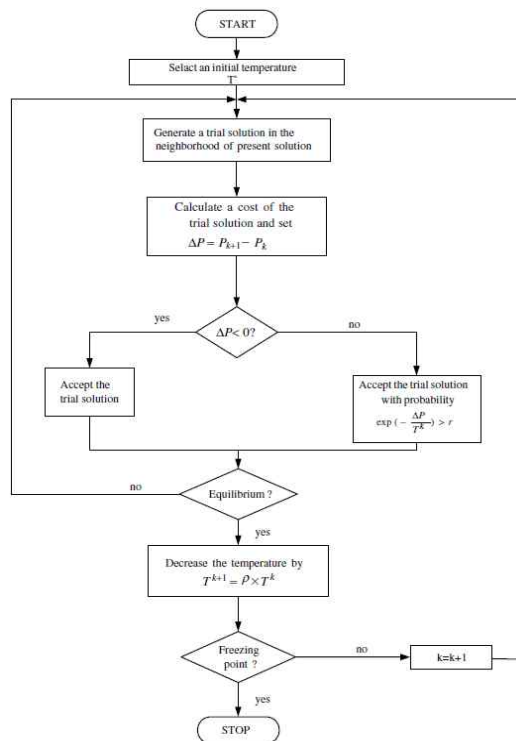 START
Selact an initial temperature
T
Generate a trial solution in the
neighborhood of present solution
Calculate a cost of the
trial solution and set
ΔP = P_{k+1} − P_k
yes
ΔP< 0?
no
Accept the
trial solution
Accept the trial solution
with probability
exp (− ΔP/T^k) > r
no
Equilibrium ?
yes
Decrease the temperature by
T^{k+1} = ρ × T^k
Freezing
point ?
no
k=k+1
yes
STOP